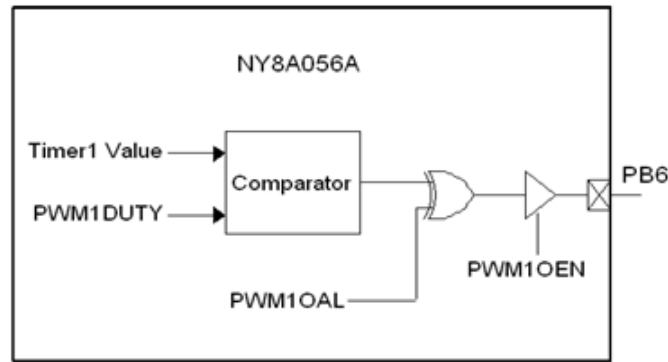 NY8A056A
Timer1 Value
Comparator
PB6
PWM1DUTY
PWM1OEN
PWM1OAL